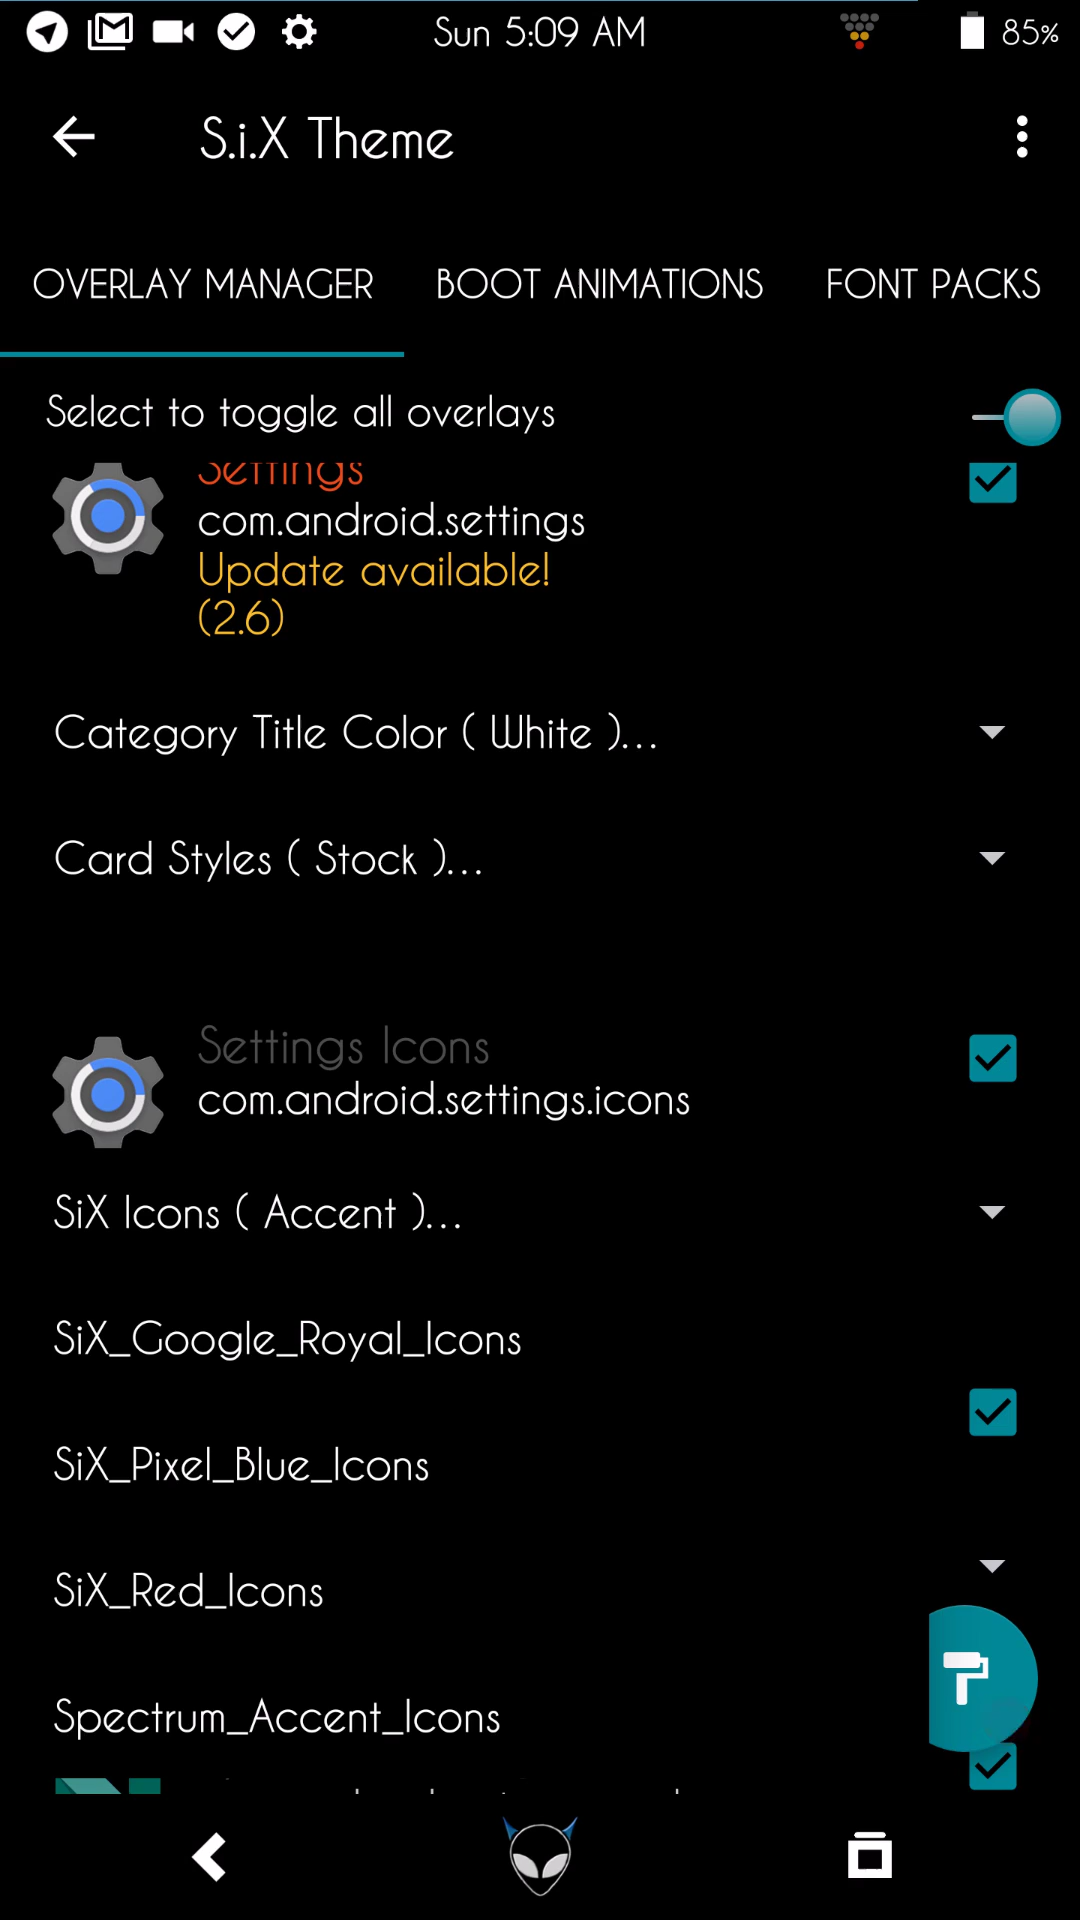 Sun 5:09 AM
85%
S.i.X Theme
OVERLAY MANAGER
BOOT ANIMATIONS
FONT PACKS
Select to toggle all overlays
Settings
com.android.settings
Update available!
(2.6)
Category Title Color ( White )...
Card Styles ( Stock )...
Settings Icons
com.android.settings.icons
SiX Icons ( Accent )...
SiX_Google_Royal_Icons
SiX_Pixel_Blue_Icons
SiX_Red_Icons
Spectrum_Accent_Icons